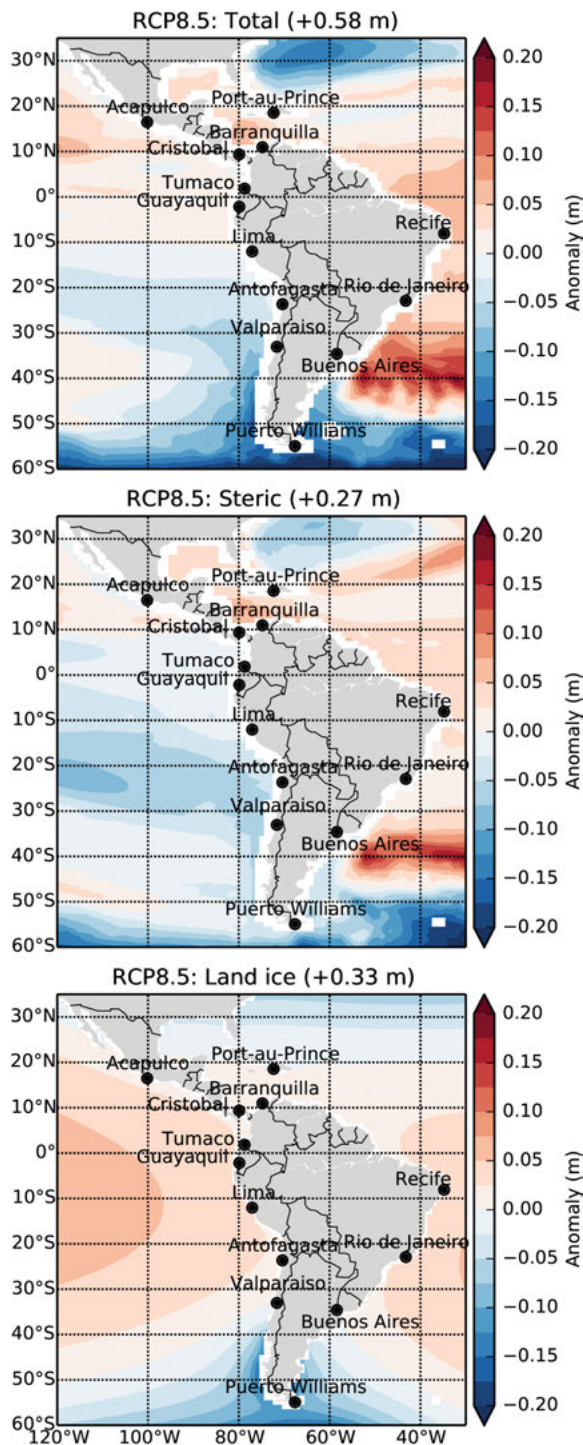 RCP8.5: Total (+0.58 m)
30°N
20°N
10°N
0°
10°S
20°S
30°S
40°S
50°S
60°S
Acapulco
Port-au-Prince
Barranquilla
Cristobal
Tumaco
Guayaquil
Lima
Recife
Antofagasta
Rio de Janeiro
Valparaiso
Buenos Aires
Puerto Williams
0.20
0.15
0.10
0.05
0.00
−0.05
−0.10
−0.15
−0.20
Anomaly (m)
RCP8.5: Steric (+0.27 m)
30°N
20°N
10°N
0°
10°S
20°S
30°S
40°S
50°S
60°S
Acapulco
Port-au-Prince
Barranquilla
Cristobal
Tumaco
Guayaquil
Lima
Recife
Antofagasta
Rio de Janeiro
Valparaiso
Buenos Aires
Puerto Williams
0.20
0.15
0.10
0.05
0.00
−0.05
−0.10
−0.15
−0.20
Anomaly (m)
RCP8.5: Land ice (+0.33 m)
30°N
20°N
10°N
0°
10°S
20°S
30°S
40°S
50°S
60°S
Acapulco
Port-au-Prince
Barranquilla
Cristobal
Tumaco
Guayaquil
Lima
Recife
Antofagasta
Rio de Janeiro
Valparaiso
Buenos Aires
Puerto Williams
120°W 100°W 80°W 60°W 40°W
0.20
0.15
0.10
0.05
0.00
−0.05
−0.10
−0.15
−0.20
Anomaly (m)